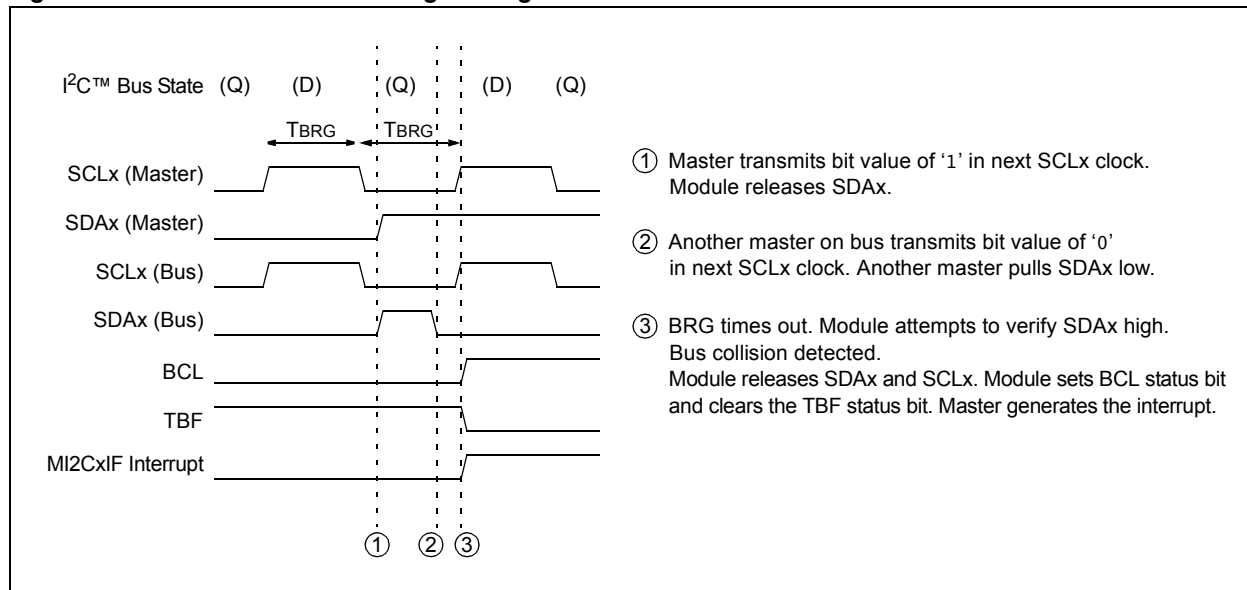 I²C™ Bus State (Q) (D) (Q) (D) (Q)
TBRG TBRG
SCLx (Master)
SDAx (Master)
SCLx (Bus)
SDAx (Bus)
BCL
TBF
MI2CxIF Interrupt
1 2 3
1 Master transmits bit value of ‘1’ in next SCLx clock.
Module releases SDAx.
2 Another master on bus transmits bit value of ‘0’
in next SCLx clock. Another master pulls SDAx low.
3 BRG times out. Module attempts to verify SDAx high.
Bus collision detected.
Module releases SDAx and SCLx. Module sets BCL status bit
and clears the TBF status bit. Master generates the interrupt.